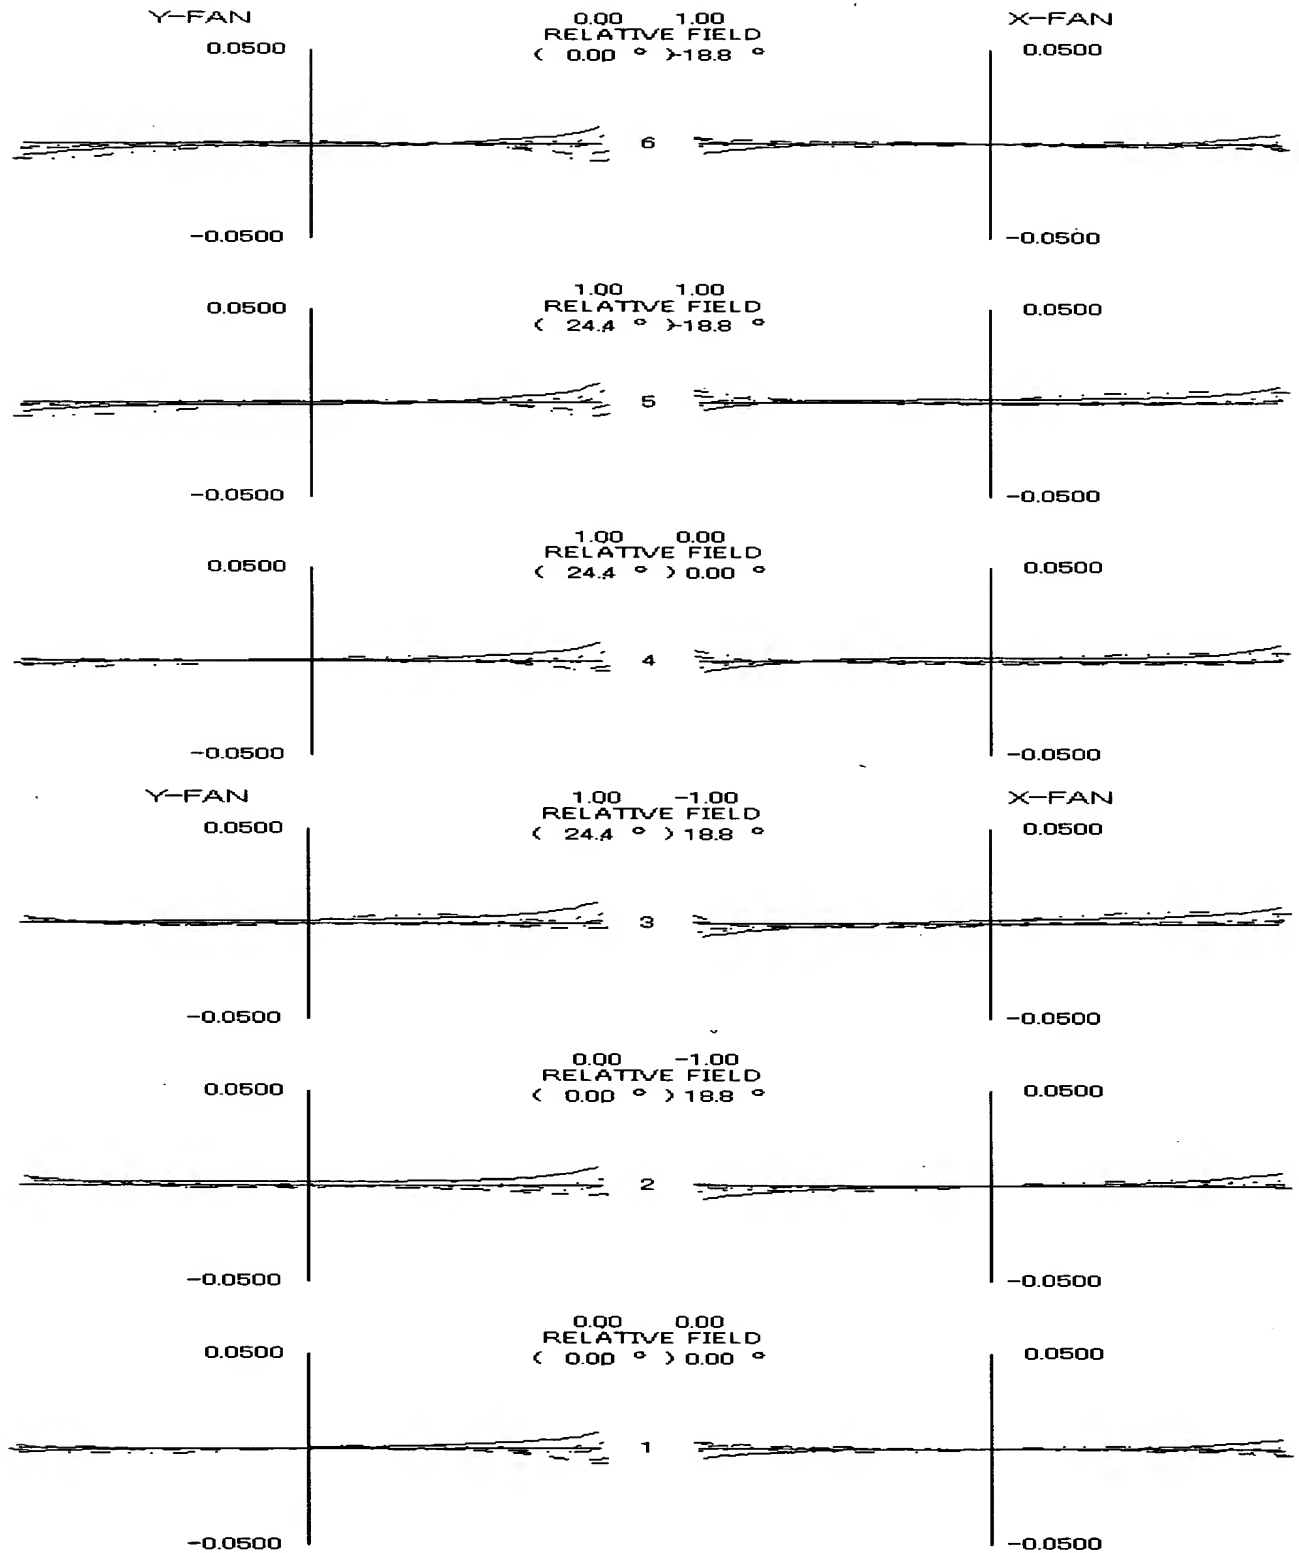 Y-FAN 0.00 1.00 X-FAN
RELATIVE FIELD
0.0500 ( 0.00 ° )-18.8 ° 0.0500
6
-0.0500 -0.0500
1.00 1.00
0.0500 RELATIVE FIELD 0.0500
( 24.4 ° )-18.8 °
5
-0.0500 -0.0500
1.00 0.00
RELATIVE FIELD
0.0500 ( 24.4 ° ) 0.00 ° 0.0500
4
-0.0500 -0.0500
Y-FAN 1.00 -1.00 X-FAN
RELATIVE FIELD
0.0500 ( 24.4 ° ) 18.8 ° 0.0500
3
-0.0500 -0.0500
0.00 -1.00
RELATIVE FIELD
0.0500 ( 0.00 ° ) 18.8 ° 0.0500
2
-0.0500 -0.0500
0.00 0.00
RELATIVE FIELD
0.0500 ( 0.00 ° ) 0.00 ° 0.0500
1
-0.0500 -0.0500